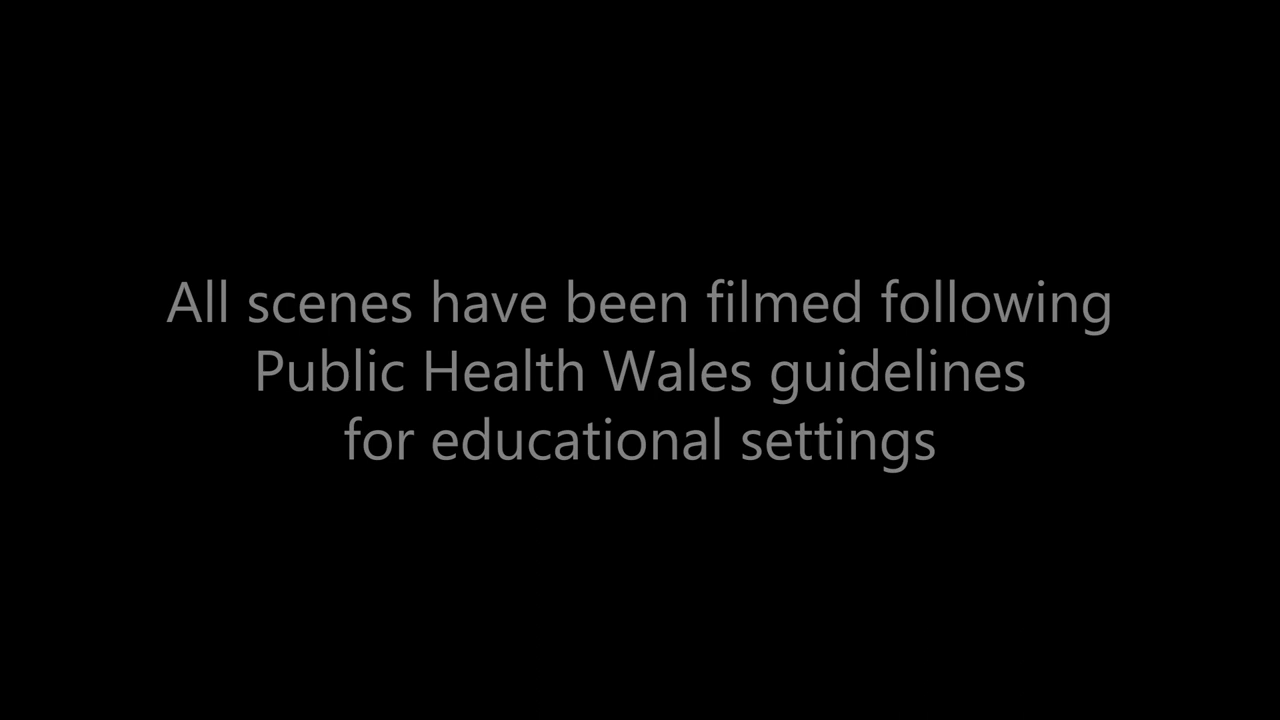 All scenes have been filmed following
Public Health Wales guidelines
for educational settings